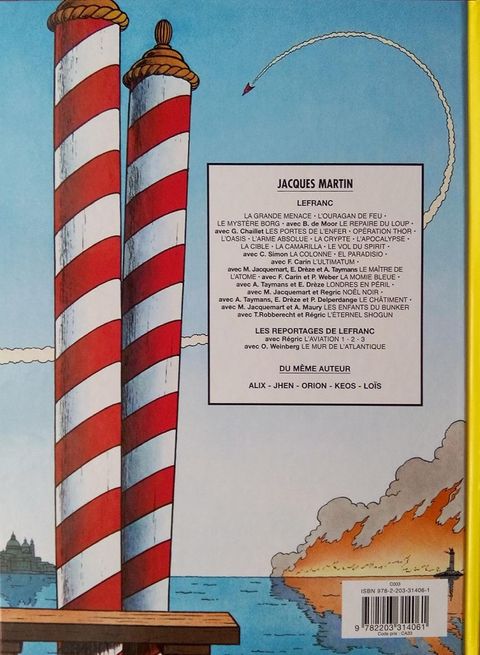 JACQUES MARTIN
LEFRANC
LA GRANDE MENACE · L'OURAGAN DE FEU ·
LE MYSTÈRE BORG · avec B. de Moor LE REPAIRE DU LOUP ·
avec G. Chaillet LES PORTES DE L'ENFER · OPÉRATION THOR ·
L'OASIS · L'ARME ABSOLUE · LA CRYPTE · L'APOCALYPSE ·
LA CIBLE · LA CAMARILLA · LE VOL DU SPIRIT ·
avec C. Simon LA COLONNE · EL PARADISIO ·
avec F. Carin L'ULTIMATUM ·
avec M. Jacquemart, E. Drèze et A. Taymans LE MAÎTRE DE
L'ATOME · avec F. Carin et P. Weber LA MOMIE BLEUE ·
avec A. Taymans et E. Drèze LONDRES EN PÉRIL ·
avec M. Jacquemart et Regric NOËL NOIR ·
avec A. Taymans, E. Drèze et P. Delperdange LE CHÂTIMENT ·
avec M. Jacquemart et A. Maury LES ENFANTS DU BUNKER
avec T.Robberecht et Régric L'ÉTERNEL SHOGUN
LES REPORTAGES DE LEFRANC
avec Régric L'AVIATION 1 - 2 - 3
avec O. Weinberg LE MUR DE L'ATLANTIQUE
DU MÊME AUTEUR
ALIX - JHEN - ORION - KEOS - LOÏS
C033
ISBN 978-2-203-31406-1
9 782203 314061
Code prix : CA33